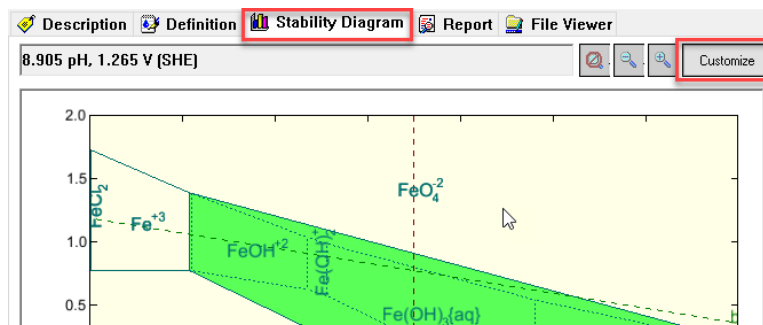 Description Definition Stability Diagram Report File Viewer
8.905 pH, 1.265 V (SHE) Customize
2.0
1.5
FeO4-2
FeCl2
Fe+3
1.0
FeOH+2
Fe(OH)2+
0.5
Fe(OH)3{aq}
b